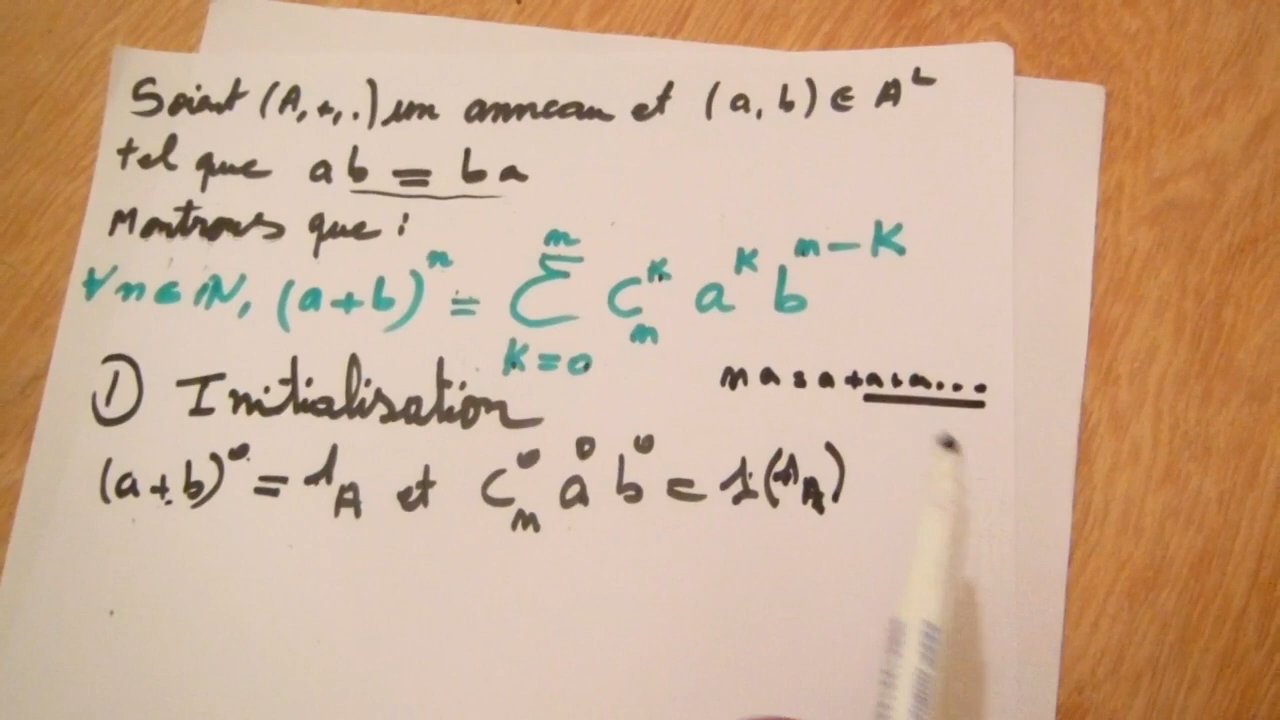 Soient (A,+,.) un anneau et (a,b) ∈ A²
tel que ab = ba
Montrons que :
∀n∈ℕ, (a+b)^n = Σ_{K=0}^{n} C_n^K a^K b^{n-K}
1) Initialisation
na = a+a+a...
(a+b)^0 = 1_A et C_n^0 a^0 b^0 = 1(1_A)